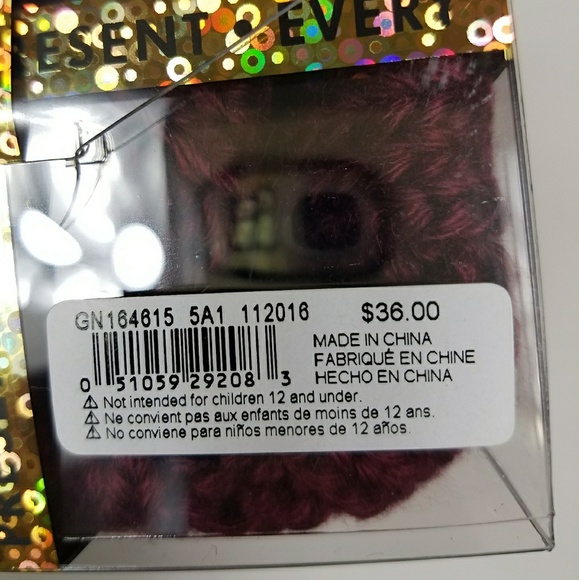 ESENT • EVERY
GN164615 5A1 112016 $36.00
MADE IN CHINA
FABRIQUÉ EN CHINE
HECHO EN CHINA
0 51059 29208 3
⚠ Not intended for children 12 and under.
⚠ Ne convient pas aux enfants de moins de 12 ans.
⚠ No conviene para niños menores de 12 años.